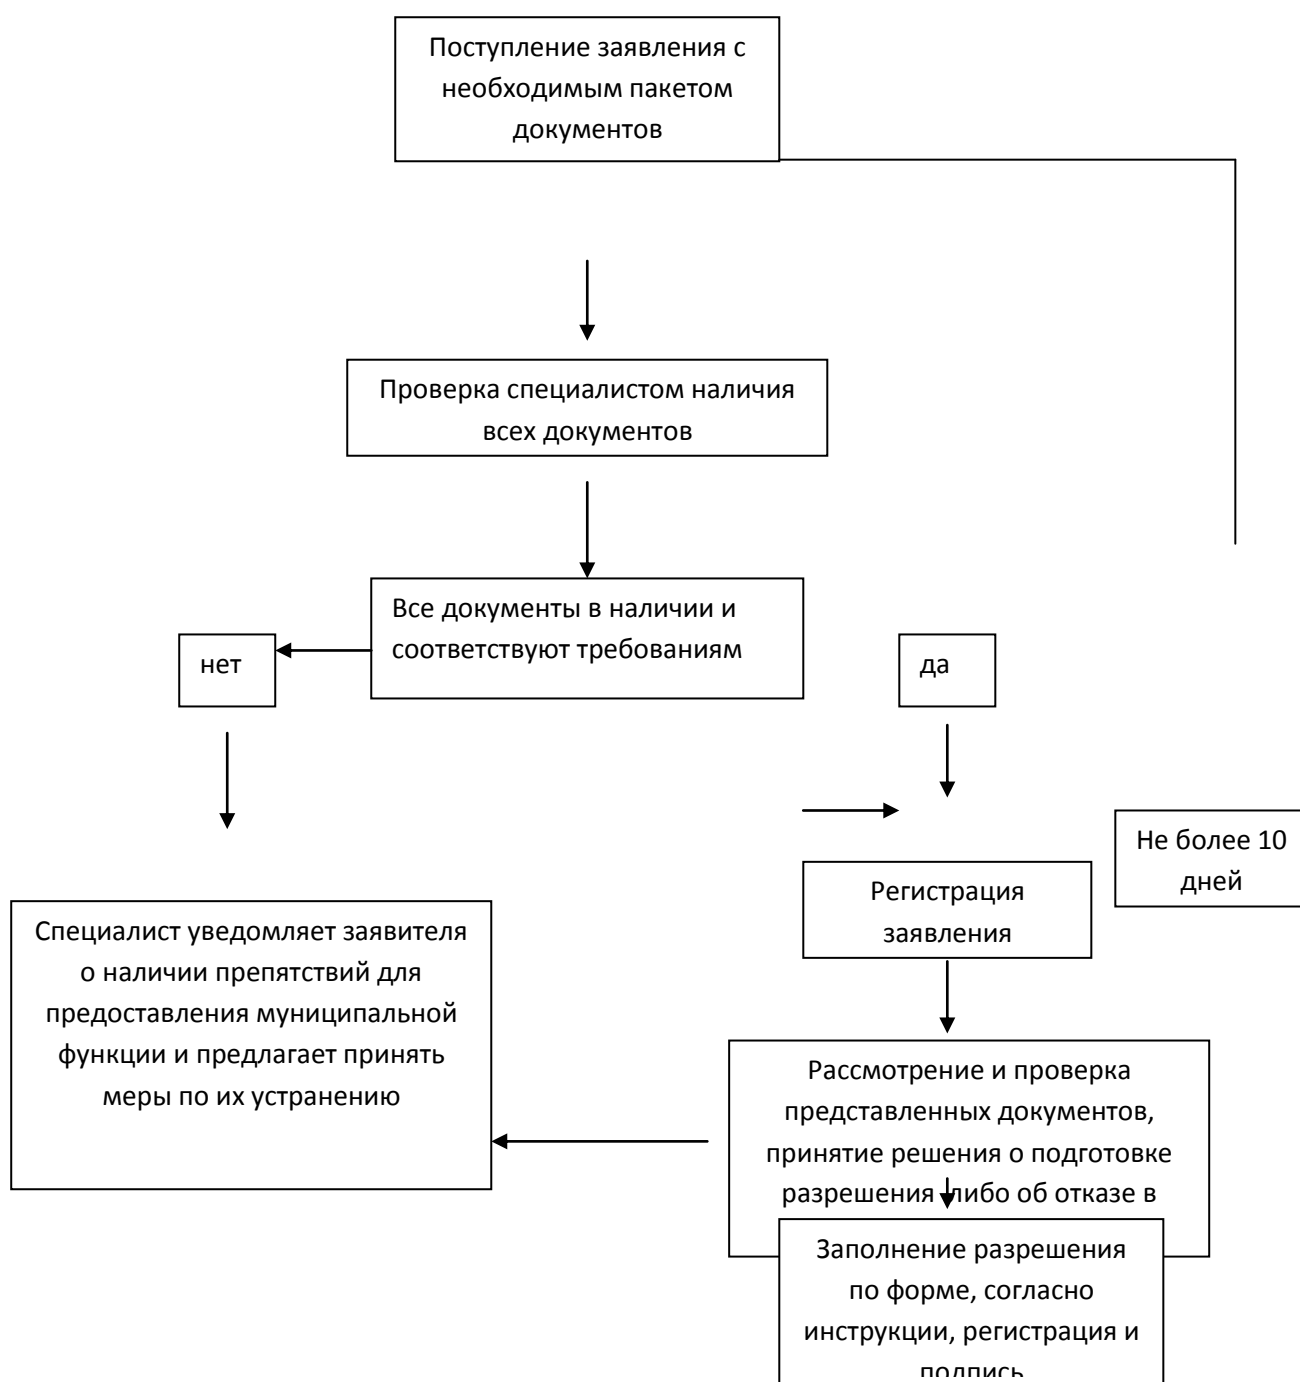 Поступление заявления с
необходимым пакетом
документов
Проверка специалистом наличия
всех документов
Все документы в наличии и
соответствуют требованиям
нет
да
Не более 10
дней
Регистрация
заявления
Специалист уведомляет заявителя
о наличии препятствий для
предоставления муниципальной
функции и предлагает принять
меры по их устранению
Рассмотрение и проверка
представленных документов,
принятие решения о подготовке
разрешения либо об отказе в
Заполнение разрешения
по форме, согласно
инструкции, регистрация и
подпись